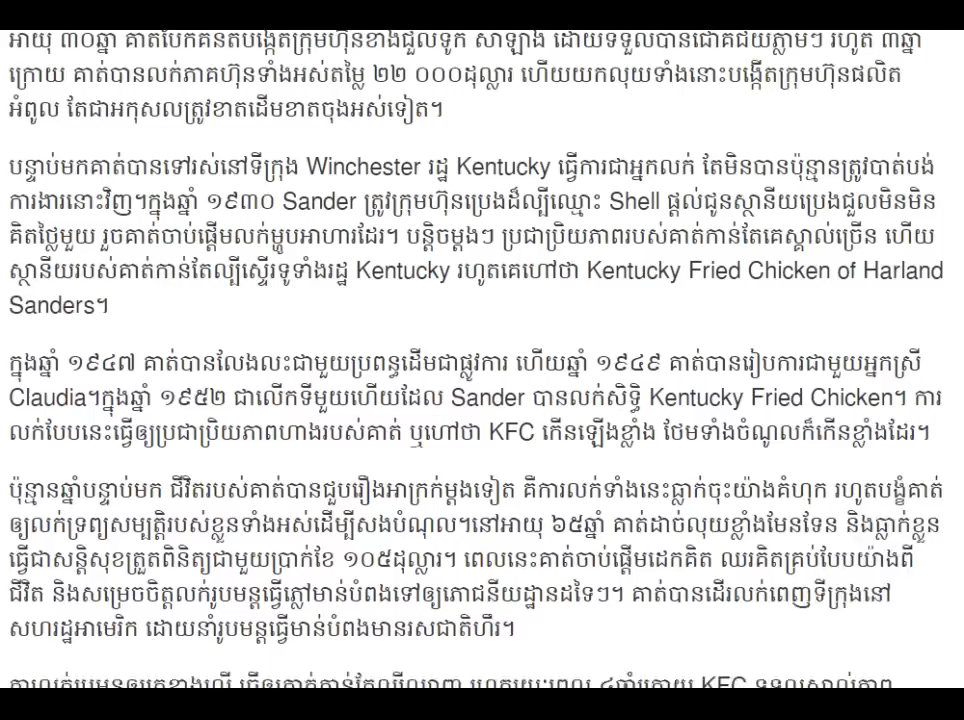 អាយុ ៣០ឆ្នាំ គាត់បើកគិតបង្កើតក្រុមហ៊ុនខាងជួលទូក សាឡាង ដោយទទួលបានជោគជ័យភ្លាមៗ រហូត ៣ឆ្នាំ
ក្រោយ គាត់បានលក់ភាគហ៊ុនទាំងអស់តម្លៃ ២២ ០០០ដុល្លារ ហើយយកលុយទាំងនោះបង្កើតក្រុមហ៊ុនផលិត
អំពូល តែជាអកុសលត្រូវខាតដើមខាតចុងអស់ទៀត។
បន្ទាប់មកគាត់បានទៅរស់នៅទីក្រុង Winchester រដ្ឋ Kentucky ធ្វើការជាអ្នកលក់ តែមិនបានប៉ុន្មានត្រូវបាត់បង់
ការងារនោះវិញ។ក្នុងឆ្នាំ ១៩៣០ Sander ត្រូវក្រុមហ៊ុនប្រេងដ៏ល្បីឈ្មោះ Shell ផ្តល់ជូនស្ថានីយប្រេងជួលមិនមិន
គិតថ្លៃមួយ រួចគាត់ចាប់ផ្តើមលក់ម្ហូបអាហារដែរ។ បន្តិចម្តងៗ ប្រជាប្រិយភាពរបស់គាត់កាន់តែគេស្គាល់ច្រើន ហើយ
ស្ថានីយរបស់គាត់កាន់តែល្បីស្ទើរទូទាំងរដ្ឋ Kentucky រហូតគេហៅថា Kentucky Fried Chicken of Harland
Sanders។
ក្នុងឆ្នាំ ១៩៤៧ គាត់បានលែងលះជាមួយប្រពន្ធដើមជាផ្លូវការ ហើយឆ្នាំ ១៩៤៩ គាត់បានរៀបការជាមួយអ្នកស្រី
Claudia។ក្នុងឆ្នាំ ១៩៥២ ជាលើកទីមួយហើយដែល Sander បានលក់សិទ្ធិ Kentucky Fried Chicken។ ការ
លក់បែបនេះធ្វើឲ្យប្រជាប្រិយភាពហាងរបស់គាត់ ឬហៅថា KFC កើនឡើងខ្លាំង ថែមទាំងចំណូលក៏កើនខ្លាំងដែរ។
ប៉ុន្មានឆ្នាំបន្ទាប់មក ជីវិតរបស់គាត់បានជួបរឿងអាក្រក់ម្តងទៀត គឺការលក់ទាំងនេះធ្លាក់ចុះយ៉ាងគំហុក រហូតបង្ខំគាត់
ឲ្យលក់ទ្រព្យសម្បត្តិរបស់ខ្លួនទាំងអស់ដើម្បីសងបំណុល។នៅអាយុ ៦៥ឆ្នាំ គាត់ដាច់លុយខ្លាំងមែនទែន និងធ្លាក់ខ្លួន
ធ្វើជាសន្តិសុខត្រួតពិនិត្យជាមួយប្រាក់ខែ ១០៥ដុល្លារ។ ពេលនេះគាត់ចាប់ផ្តើមដេកគិត ឈរគិតគ្រប់បែបយ៉ាងពី
ជីវិត និងសម្រេចចិត្តលក់រូបមន្តធ្វើភ្លៅមាន់បំពងទៅឲ្យភោជនីយដ្ឋានដទៃៗ។ គាត់បានដើរលក់ពេញទីក្រុងនៅ
សហរដ្ឋអាមេរិក ដោយនាំរូបមន្តធ្វើមាន់បំពងមានរសជាតិហឹរ។